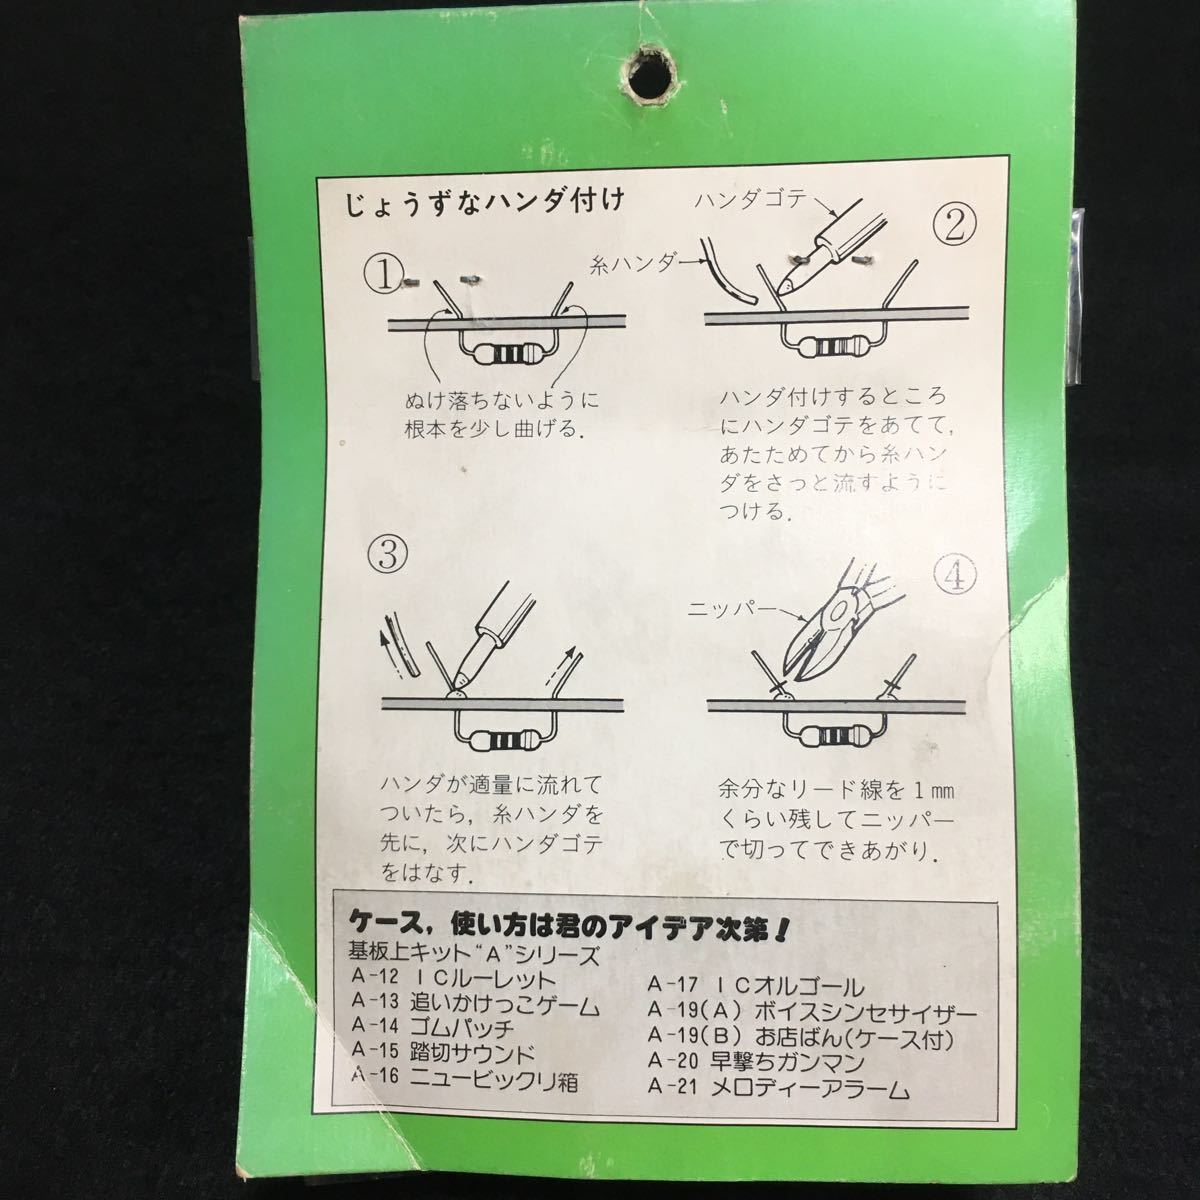 じょうずなハンダ付け
①
ぬけ落ちないように
根本を少し曲げる.
ハンダゴテ
②
糸ハンダ
ハンダ付けするところ
にハンダゴテをあてて,
あたためてから糸ハン
ダをさっと流すように
つける.
③
ハンダが適量に流れて
ついたら, 糸ハンダを
先に, 次にハンダゴテ
をはなす.
④
ニッパー
余分なリード線を1mm
くらい残してニッパー
で切ってできあがり.
ケース, 使い方は君のアイデア次第!
基板上キット“A”シリーズ
A-12 ICルーレット
A-13 追いかけっこゲーム
A-14 ゴムパッチ
A-15 踏切サウンド
A-16 ニュービックリ箱
A-17 ICオルゴール
A-19(A) ボイスシンセサイザー
A-19(B) お店ばん(ケース付)
A-20 早撃ちガンマン
A-21 メロディーアラーム